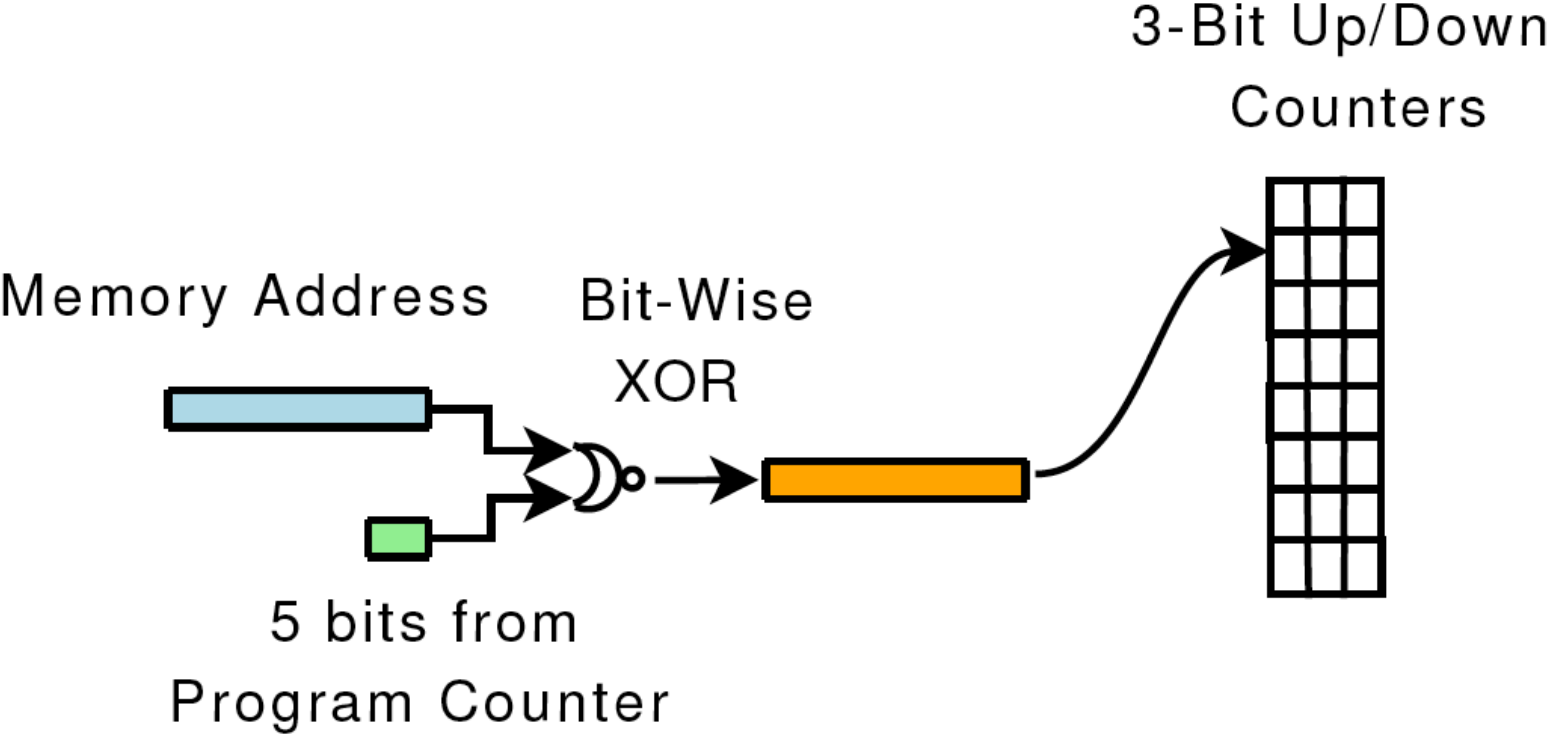 3-Bit Up/Down
Counters
Memory Address
Bit-Wise
XOR
5 bits from
Program Counter